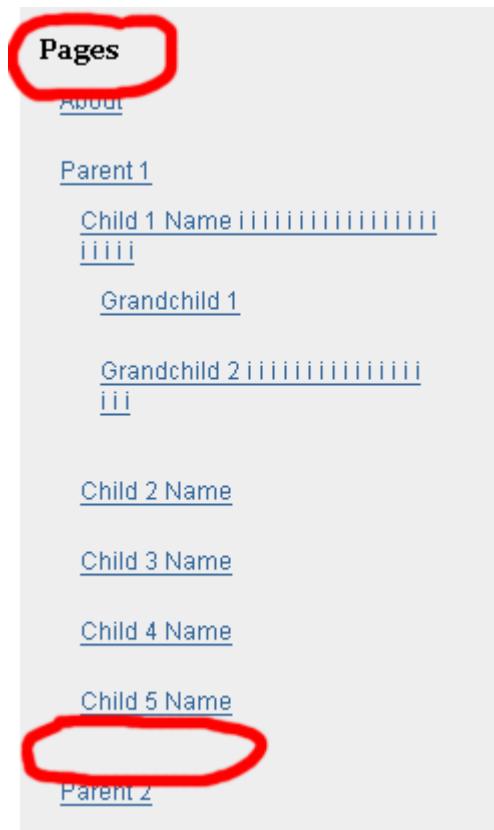 Pages
About
Parent 1
Child 1 Name i i i i i i i i i i i i i i i i i
i i i i i
Grandchild 1
Grandchild 2 i i i i i i i i i i i i i i i
i i i
Child 2 Name
Child 3 Name
Child 4 Name
Child 5 Name
Parent 2